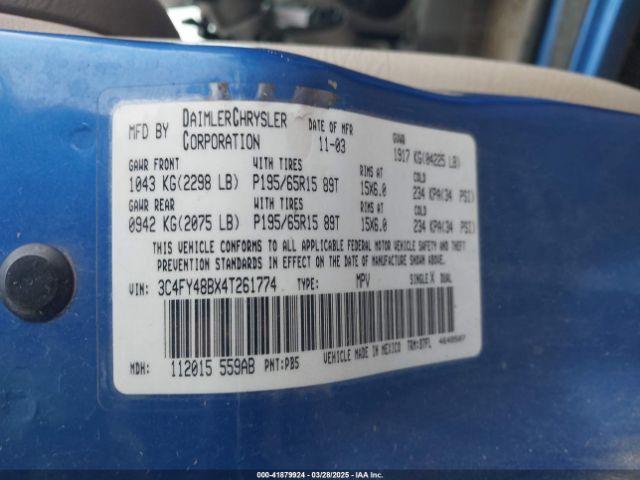 MFD BY DAIMLERCHRYSLER CORPORATION DATE OF MFR 11-03 GVWR 1917 KG(04225 LB)
GAWR FRONT WITH TIRES RIMS AT COLD
1043 KG(2298 LB) P195/65R15 89T 15X6.0 234 KPA(34 PSI)
GAWR REAR WITH TIRES RIMS AT COLD
0942 KG(2075 LB) P195/65R15 89T 15X6.0 234 KPA(34 PSI)
THIS VEHICLE CONFORMS TO ALL APPLICABLE FEDERAL MOTOR VEHICLE SAFETY AND THEFT
PREVENTION STANDARDS IN EFFECT ON THE DATE OF MANUFACTURE SHOWN ABOVE.
VIN: 3C4FY48BX4T261774 TYPE: MPV SINGLE X DUAL
MDH: 112015 559AB PNT:PB5 VEHICLE MADE IN MEXICO TRM:D7FL
000-41879924 | 03/28/2025 | IAA Inc.